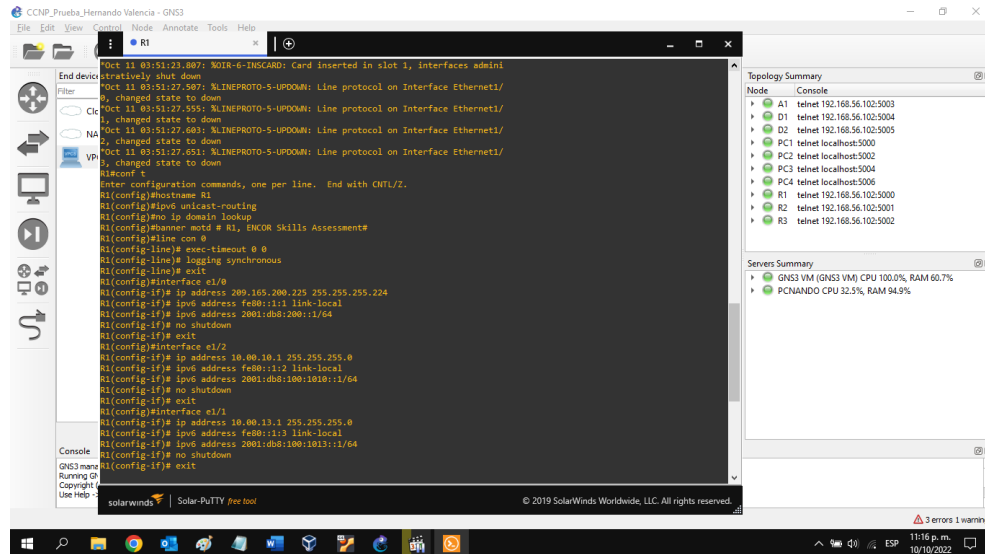 CCNP_Prueba_Hernando Valencia - GNS3
File Edit View Control Node Annotate Tools Help
R1
End device
Filter
Clo
NA
VP
*Oct 11 03:51:23.807: %OIR-6-INSCARD: Card inserted in slot 1, interfaces admini
stratively shut down
*Oct 11 03:51:27.507: %LINEPROTO-5-UPDOWN: Line protocol on Interface Ethernet1/
0, changed state to down
*Oct 11 03:51:27.555: %LINEPROTO-5-UPDOWN: Line protocol on Interface Ethernet1/
1, changed state to down
*Oct 11 03:51:27.603: %LINEPROTO-5-UPDOWN: Line protocol on Interface Ethernet1/
2, changed state to down
*Oct 11 03:51:27.651: %LINEPROTO-5-UPDOWN: Line protocol on Interface Ethernet1/
3, changed state to down
R1#conf t
Enter configuration commands, one per line. End with CNTL/Z.
R1(config)#hostname R1
R1(config)#ipv6 unicast-routing
R1(config)#no ip domain lookup
R1(config)#banner motd # R1, ENCOR Skills Assessment#
R1(config)#line con 0
R1(config-line)# exec-timeout 0 0
R1(config-line)# logging synchronous
R1(config-line)# exit
R1(config)#interface e1/0
R1(config-if)# ip address 209.165.200.225 255.255.255.224
R1(config-if)# ipv6 address fe80::1:1 link-local
R1(config-if)# ipv6 address 2001:db8:200::1/64
R1(config-if)# no shutdown
R1(config-if)# exit
R1(config)#interface e1/2
R1(config-if)# ip address 10.00.10.1 255.255.255.0
R1(config-if)# ipv6 address fe80::1:2 link-local
R1(config-if)# ipv6 address 2001:db8:100:1010::1/64
R1(config-if)# no shutdown
R1(config-if)# exit
R1(config)#interface e1/1
R1(config-if)# ip address 10.00.13.1 255.255.255.0
R1(config-if)# ipv6 address fe80::1:3 link-local
R1(config-if)# ipv6 address 2001:db8:100:1013::1/64
R1(config-if)# no shutdown
R1(config-if)# exit
solarwinds Solar-PuTTY free tool © 2019 SolarWinds Worldwide, LLC. All rights reserved.
Console
GNS3 mana
Running GN
Copyright (
Use Help -
Topology Summary
Node Console
A1 telnet 192.168.56.102:5003
D1 telnet 192.168.56.102:5004
D2 telnet 192.168.56.102:5005
PC1 telnet localhost:5000
PC2 telnet localhost:5002
PC3 telnet localhost:5004
PC4 telnet localhost:5006
R1 telnet 192.168.56.102:5000
R2 telnet 192.168.56.102:5001
R3 telnet 192.168.56.102:5002
Servers Summary
GNS3 VM (GNS3 VM) CPU 100.0%, RAM 60.7%
PCNANDO CPU 32.5%, RAM 94.9%
3 errors 1 warnin
ESP
11:16 p. m.
10/10/2022